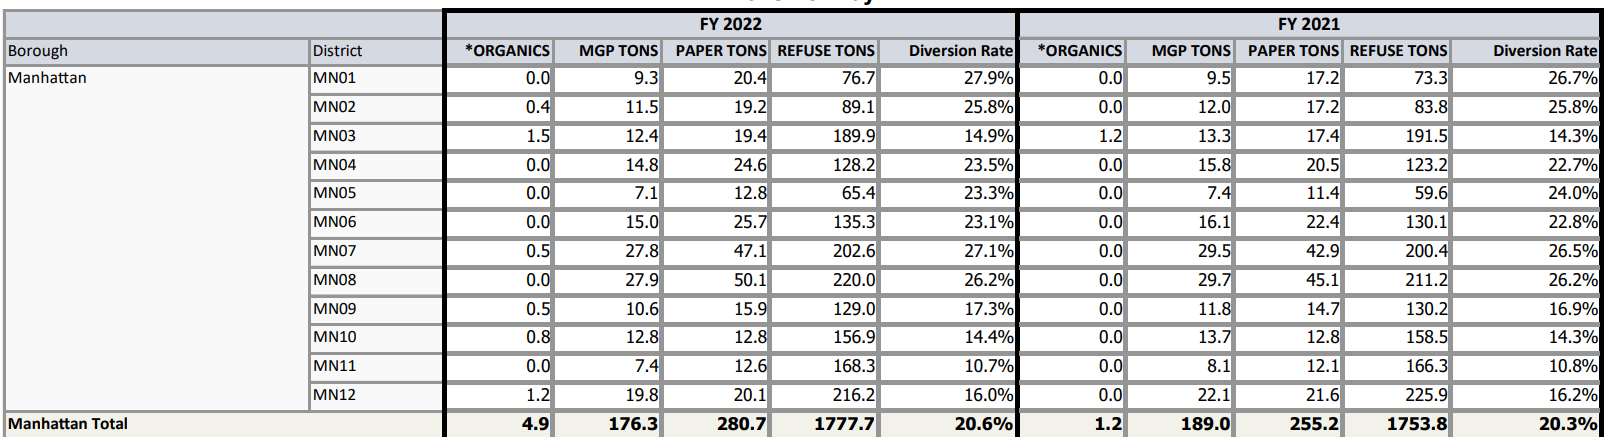 FY 2022 FY 2021
Borough District *ORGANICS MGP TONS PAPER TONS REFUSE TONS Diversion Rate *ORGANICS MGP TONS PAPER TONS REFUSE TONS Diversion Rate
Manhattan MN01 0.0 9.3 20.4 76.7 27.9% 0.0 9.5 17.2 73.3 26.7%
MN02 0.4 11.5 19.2 89.1 25.8% 0.0 12.0 17.2 83.8 25.8%
MN03 1.5 12.4 19.4 189.9 14.9% 1.2 13.3 17.4 191.5 14.3%
MN04 0.0 14.8 24.6 128.2 23.5% 0.0 15.8 20.5 123.2 22.7%
MN05 0.0 7.1 12.8 65.4 23.3% 0.0 7.4 11.4 59.6 24.0%
MN06 0.0 15.0 25.7 135.3 23.1% 0.0 16.1 22.4 130.1 22.8%
MN07 0.5 27.8 47.1 202.6 27.1% 0.0 29.5 42.9 200.4 26.5%
MN08 0.0 27.9 50.1 220.0 26.2% 0.0 29.7 45.1 211.2 26.2%
MN09 0.5 10.6 15.9 129.0 17.3% 0.0 11.8 14.7 130.2 16.9%
MN10 0.8 12.8 12.8 156.9 14.4% 0.0 13.7 12.8 158.5 14.3%
MN11 0.0 7.4 12.6 168.3 10.7% 0.0 8.1 12.1 166.3 10.8%
MN12 1.2 19.8 20.1 216.2 16.0% 0.0 22.1 21.6 225.9 16.2%
Manhattan Total 4.9 176.3 280.7 1777.7 20.6% 1.2 189.0 255.2 1753.8 20.3%